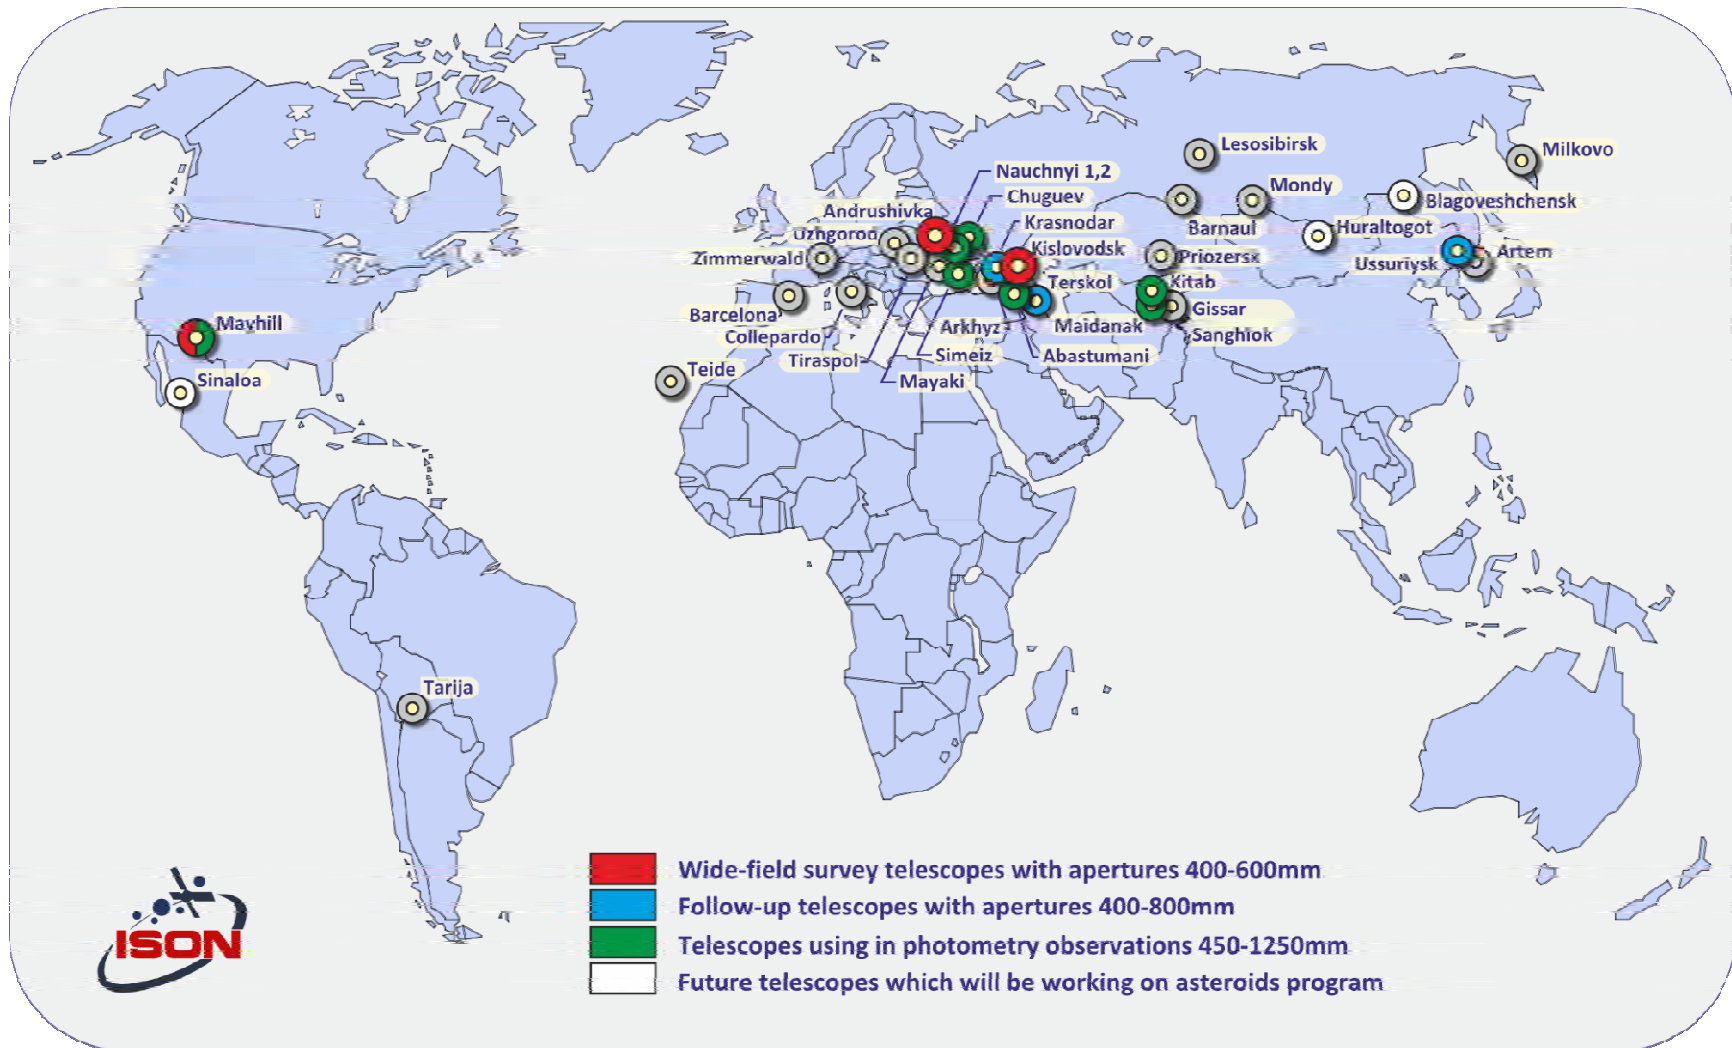 Lesosibirsk
Milkovo
Nauchnyi 1,2
Mondy
Chuguev
Blagoveshchensk
Andrushivka
Krasnodar
Barnaul
Huraltogot
Uzhgorod
Kislovodsk
Artem
Zimmerwald
Priozersk
Ussuriysk
Terskol
Kitab
Barcelona
Gissar
Mayhill
Arkhyz
Maidanak
Sanghlok
Collepardo
Tiraspol
Simeiz
Abastumani
Teide
Mayaki
Sinaloa
Tarija
Wide-field survey telescopes with apertures 400-600mm
Follow-up telescopes with apertures 400-800mm
Telescopes using in photometry observations 450-1250mm
Future telescopes which will be working on asteroids program
ISON